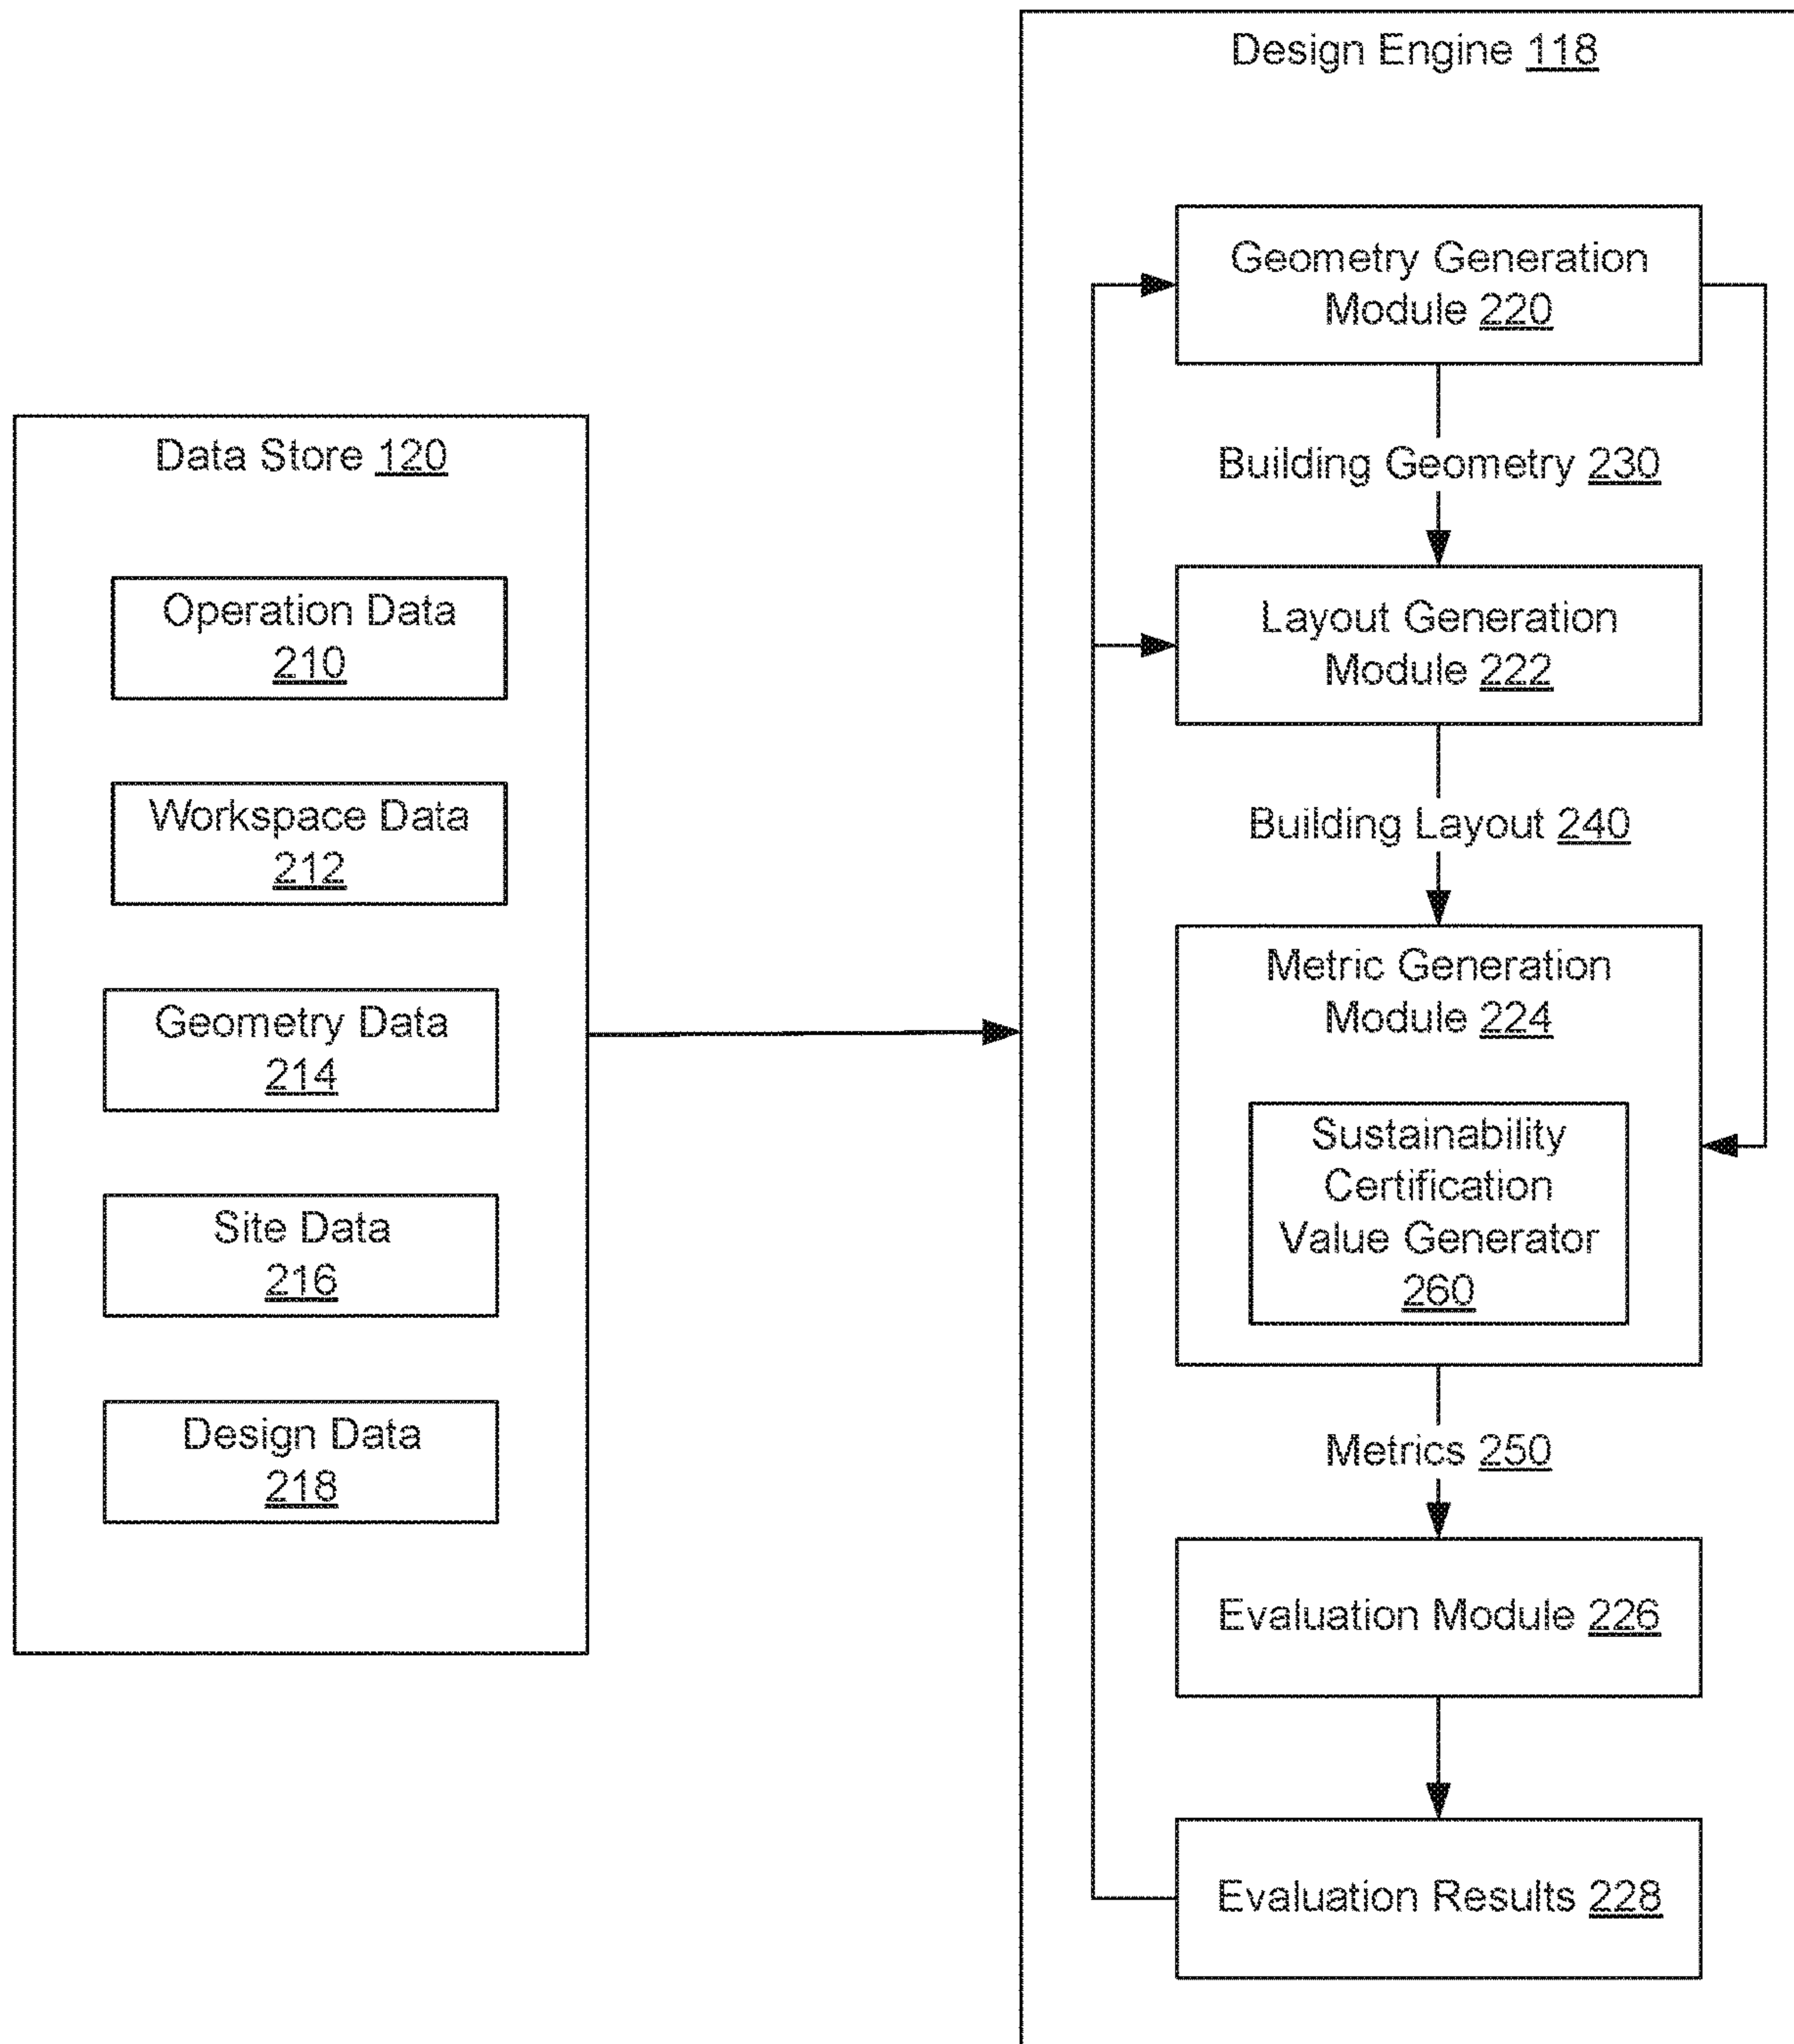 Data Store 120
Operation Data
210
Workspace Data
212
Geometry Data
214
Site Data
216
Design Data
218
Design Engine 118
Geometry Generation
Module 220
Building Geometry 230
Layout Generation
Module 222
Building Layout 240
Metric Generation
Module 224
Sustainability
Certification
Value Generator
260
Metrics 250
Evaluation Module 226
Evaluation Results 228